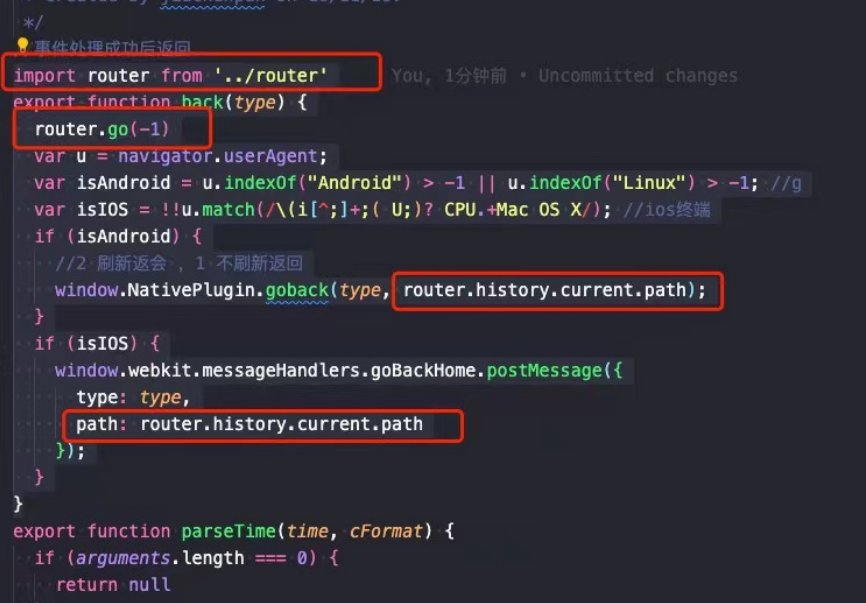 */
事件处理成功后返回
import router from '../router' You, 1分钟前 • Uncommitted changes
export function back(type) {
router.go(-1)
var u = navigator.userAgent;
var isAndroid = u.indexOf("Android") > -1 || u.indexOf("Linux") > -1; //g
var isIOS = !!u.match(/\(i[^;]+;( U;)? CPU.+Mac OS X/); //ios终端
if (isAndroid) {
//2 刷新返会 ，1 不刷新返回
window.NativePlugin.goback(type, router.history.current.path);
}
if (isIOS) {
window.webkit.messageHandlers.goBackHome.postMessage({
type: type,
path: router.history.current.path
});
}
}
export function parseTime(time, cFormat) {
if (arguments.length === 0) {
return null